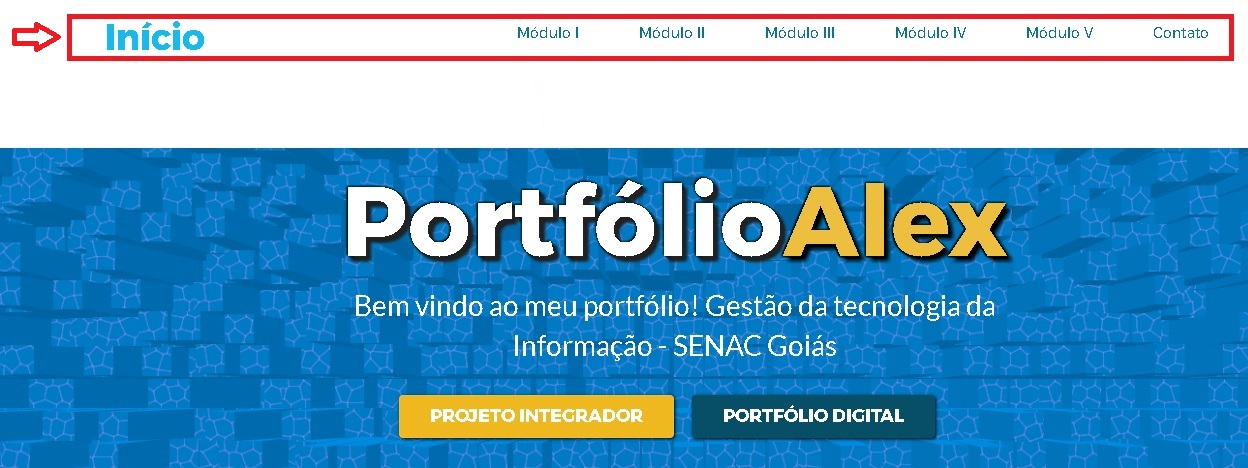 Início Módulo I Módulo II Módulo III Módulo IV Módulo V Contato
PortfólioAlex
Bem vindo ao meu portfólio! Gestão da tecnologia da
Informação - SENAC Goiás
PROJETO INTEGRADOR PORTFÓLIO DIGITAL